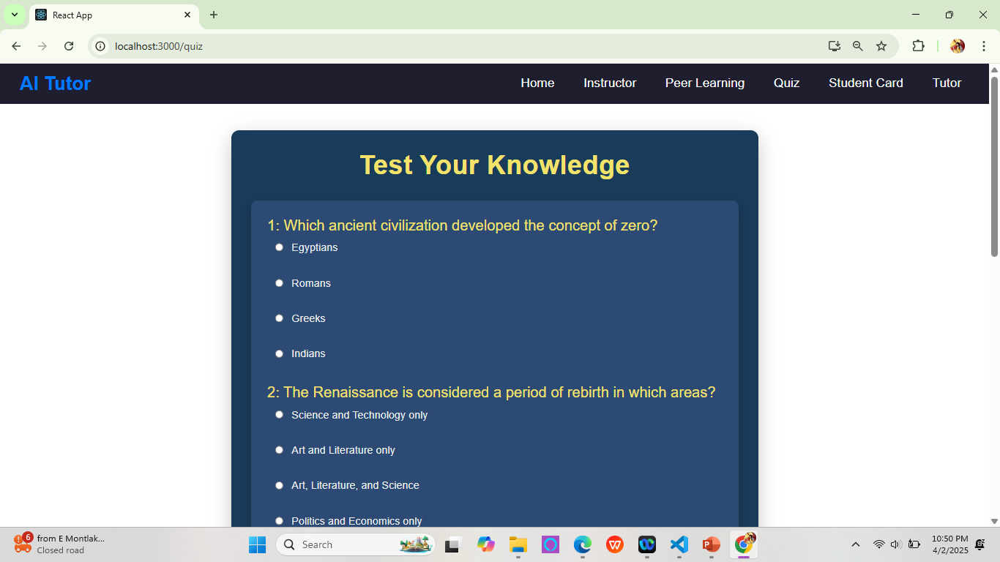 React App
localhost:3000/quiz
AI Tutor
Home Instructor Peer Learning Quiz Student Card Tutor
Test Your Knowledge
1: Which ancient civilization developed the concept of zero?
Egyptians
Romans
Greeks
Indians
2: The Renaissance is considered a period of rebirth in which areas?
Science and Technology only
Art and Literature only
Art, Literature, and Science
Politics and Economics only
6
from E Montlak...
Closed road
Search
10:50 PM
4/2/2025